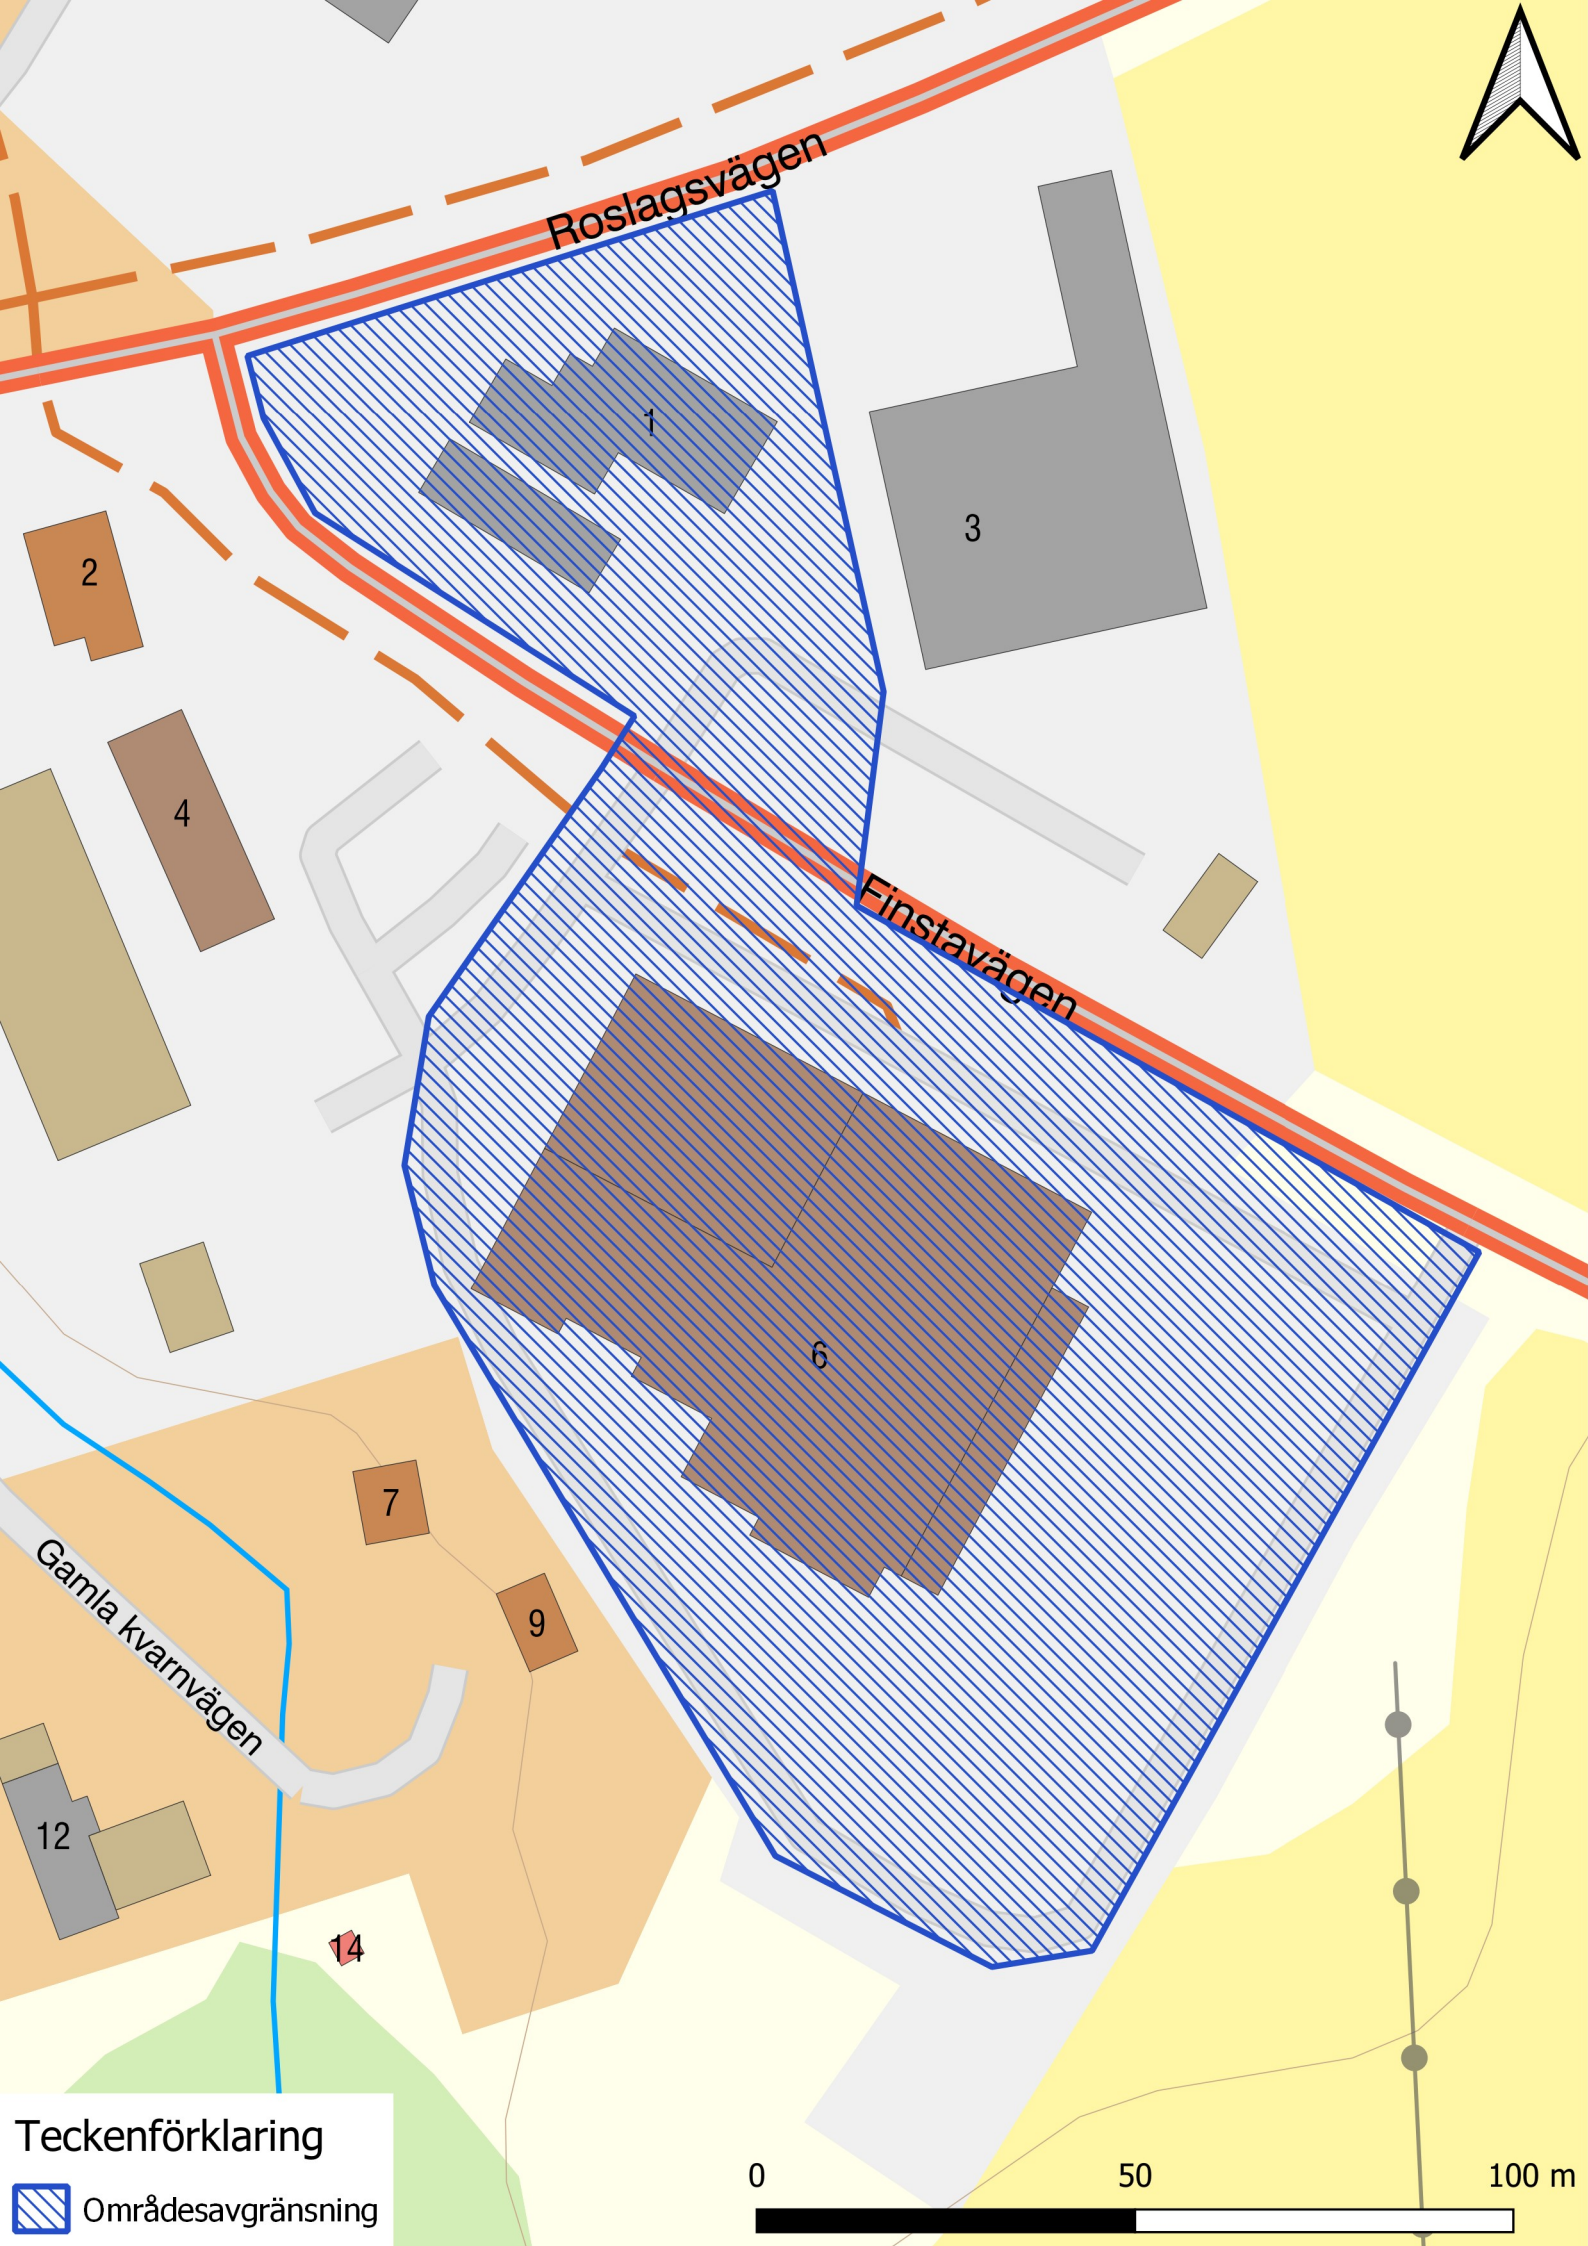 Roslagsvägen
1
3
2
4
Finstavägen
6
7
9
Gamla kvarnvägen
12
14
Teckenförklaring
Områdesavgränsning
0 50 100 m